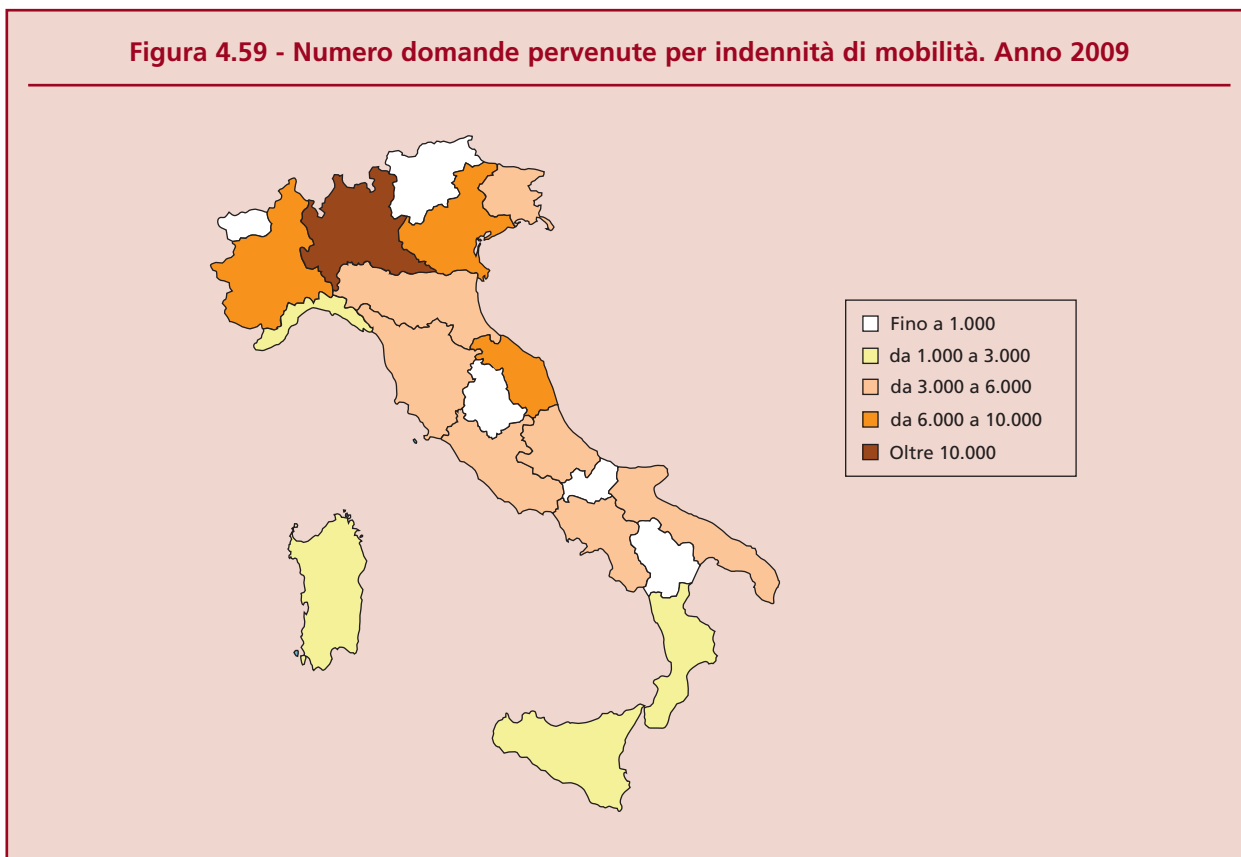 Figura 4.59 - Numero domande pervenute per indennità di mobilità. Anno 2009
Fino a 1.000
da 1.000 a 3.000
da 3.000 a 6.000
da 6.000 a 10.000
Oltre 10.000